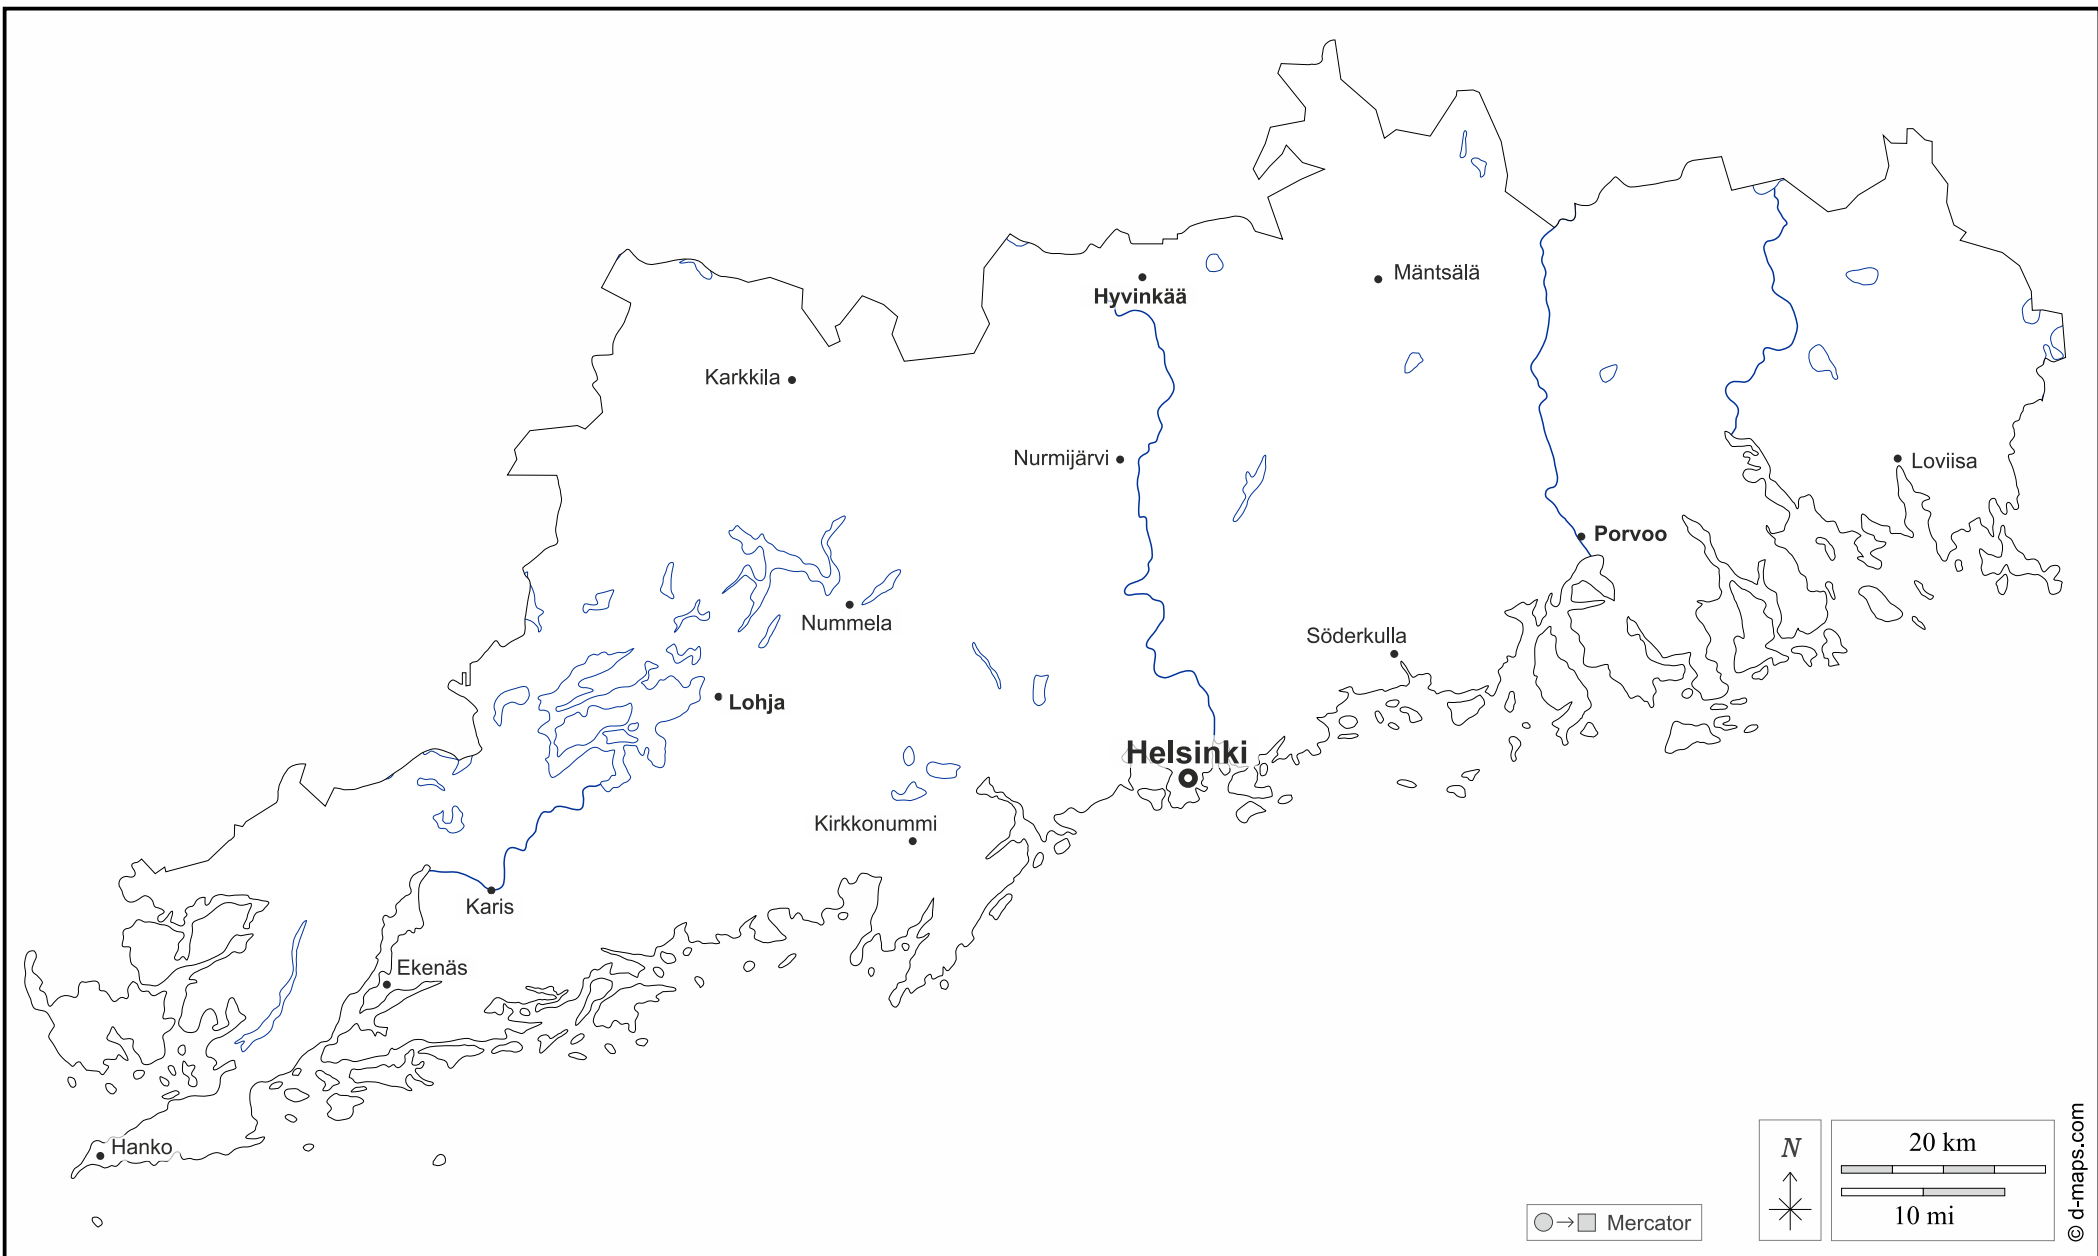 Hyvinkää
Mäntsälä
Karkkila
Nurmijärvi
Loviisa
Porvoo
Nummela
Söderkulla
Lohja
Helsinki
Kirkkonummi
Karis
Ekenäs
Hanko
N
20 km
10 mi
Mercator
© d-maps.com